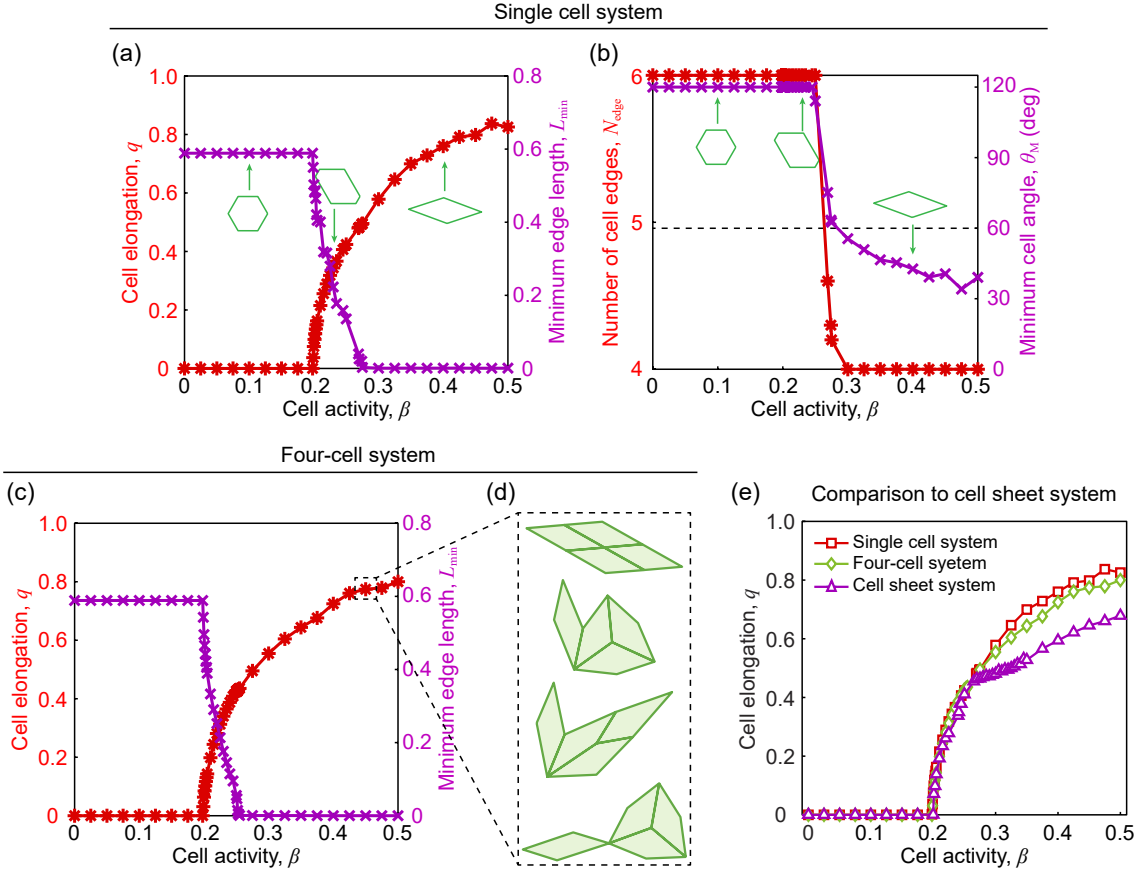 Single cell system
(a)
1.0
0.8
0.6
0.4
0.2
0
Cell elongation, q
0.8
0.6
0.4
0.2
0
Minimum edge length, Lmin
0
0.1
0.2
0.3
0.4
0.5
Cell activity, β
(b)
6
5
4
Number of cell edges, Nedge
120
90
60
30
0
Minimum cell angle, θM (deg)
0
0.1
0.2
0.3
0.4
0.5
Cell activity, β
Four-cell system
(c)
1.0
0.8
0.6
0.4
0.2
0
Cell elongation, q
0.8
0.6
0.4
0.2
0
Minimum edge length, Lmin
0
0.1
0.2
0.3
0.4
0.5
Cell activity, β
(d)
(e)
Comparison to cell sheet system
1.0
0.8
0.6
0.4
0.2
0
Cell elongation, q
Single cell system
Four-cell syetem
Cell sheet system
0
0.1
0.2
0.3
0.4
0.5
Cell activity, β